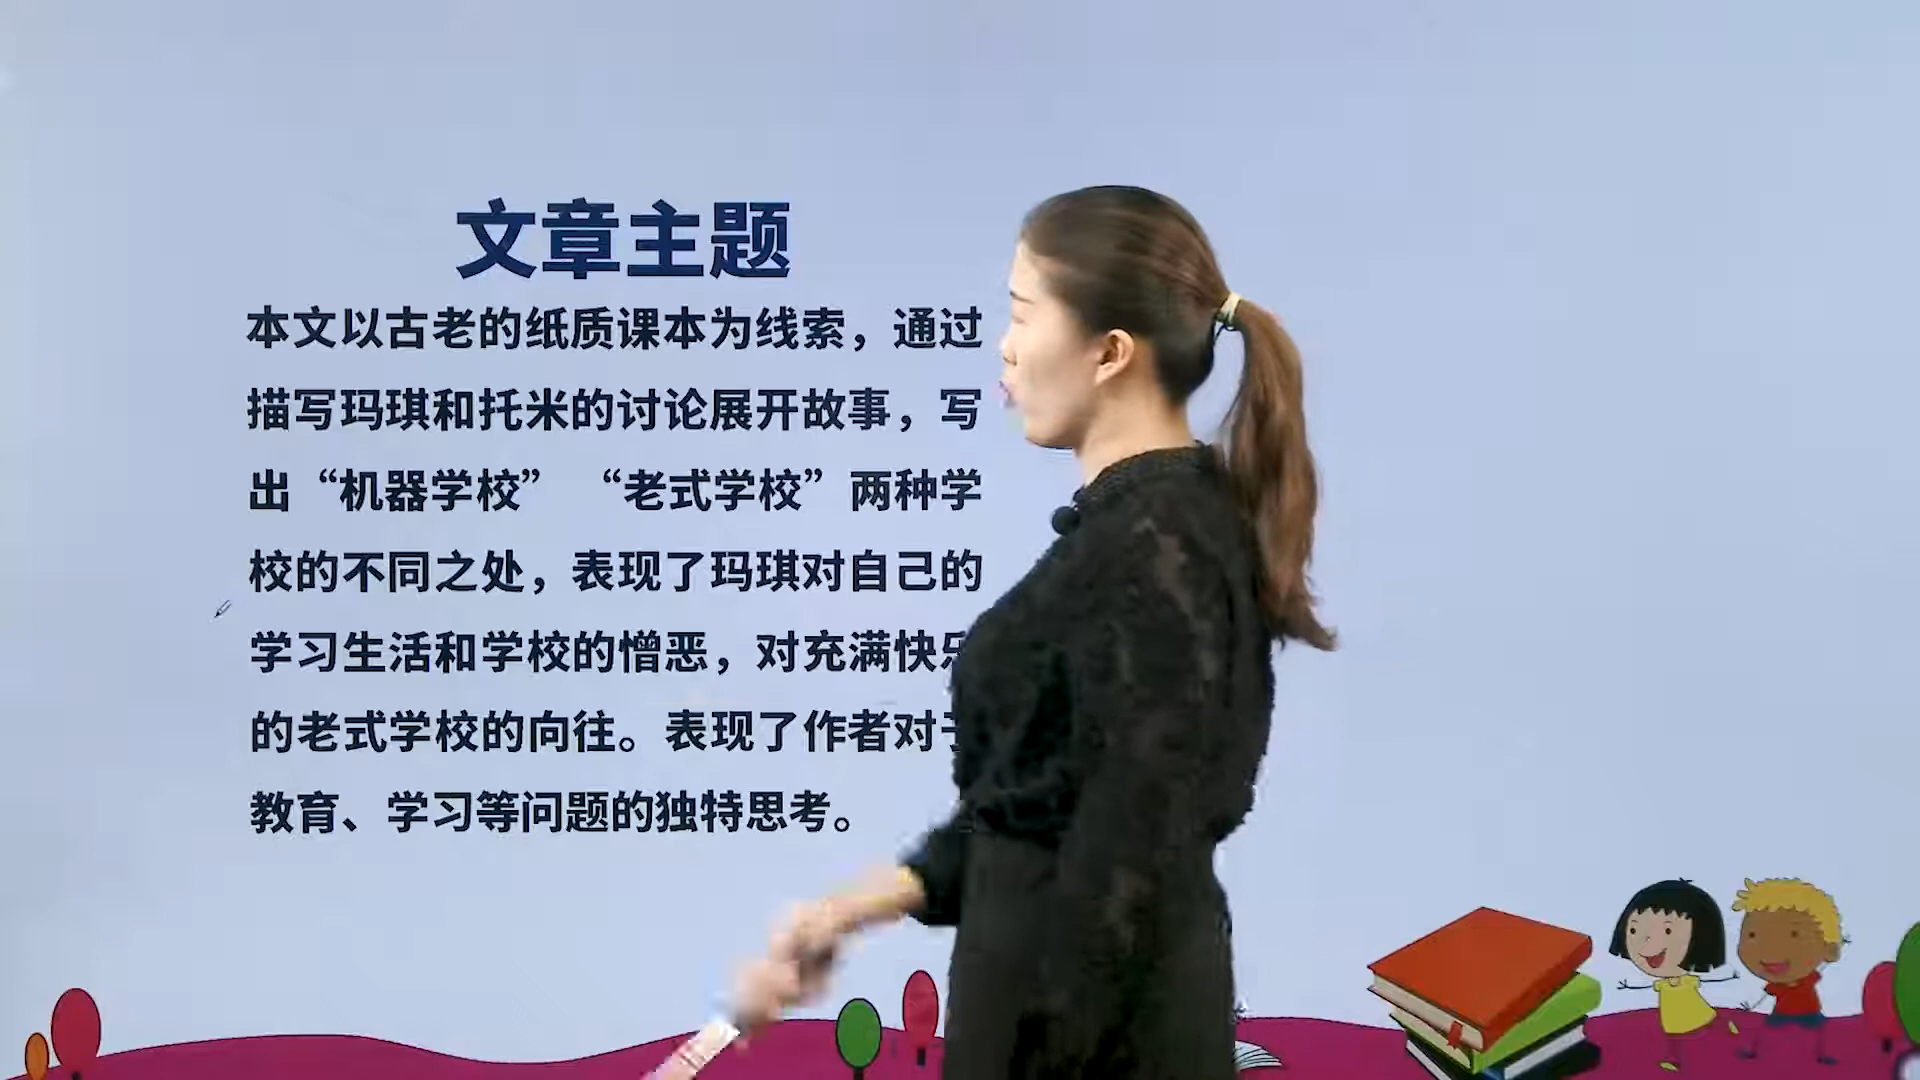 文章主题
本文以古老的纸质课本为线索，通过
描写玛琪和托米的讨论展开故事，写
出“机器学校” “老式学校”两种学
校的不同之处，表现了玛琪对自己的
学习生活和学校的憎恶，对充满快乐
的老式学校的向往。表现了作者对于
教育、学习等问题的独特思考。